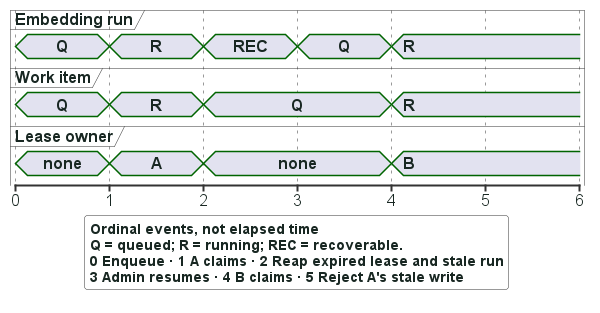 Embedding run
Q R REC Q R
Work item
Q R Q R
Lease owner
none A none B
0 1 2 3 4 5 6
Ordinal events, not elapsed time
Q = queued; R = running; REC = recoverable.
0 Enqueue · 1 A claims · 2 Reap expired lease and stale run
3 Admin resumes · 4 B claims · 5 Reject A's stale write